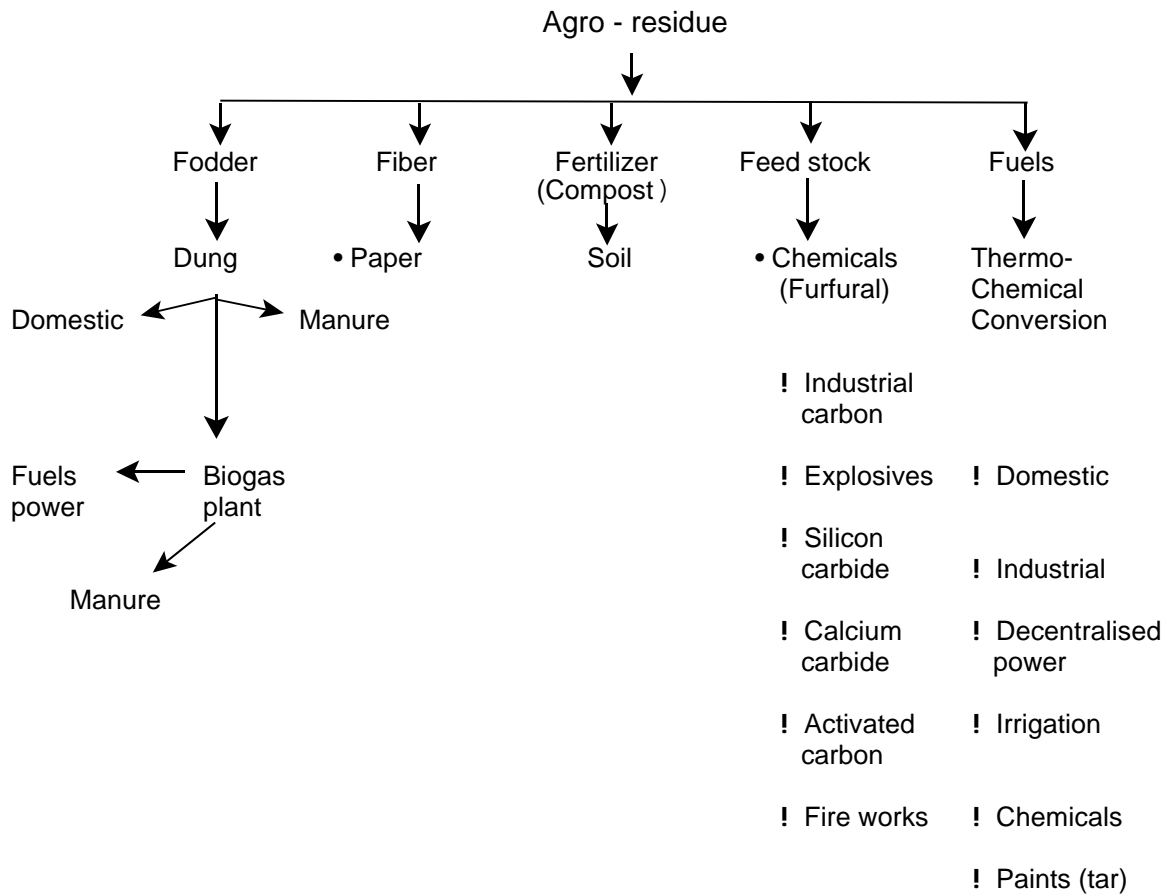 Agro - residue
Fodder
Fiber
Fertilizer
(Compost )
Feed stock
Fuels
Dung
• Paper
Soil
• Chemicals
(Furfural)
Thermo-
Chemical
Conversion
Domestic
Manure
! Industrial
carbon
Fuels
power
Biogas
plant
! Explosives
! Domestic
! Silicon
carbide
! Industrial
Manure
! Calcium
carbide
! Decentralised
power
! Activated
carbon
! Irrigation
! Fire works
! Chemicals
! Paints (tar)